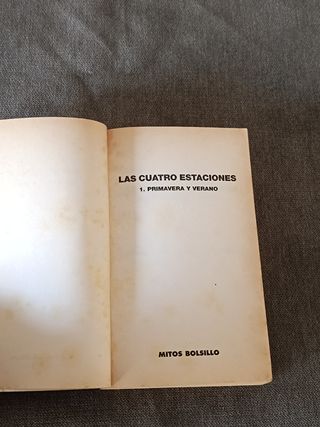 LAS CUATRO ESTACIONES
1. PRIMAVERA Y VERANO
MITOS BOLSILLO